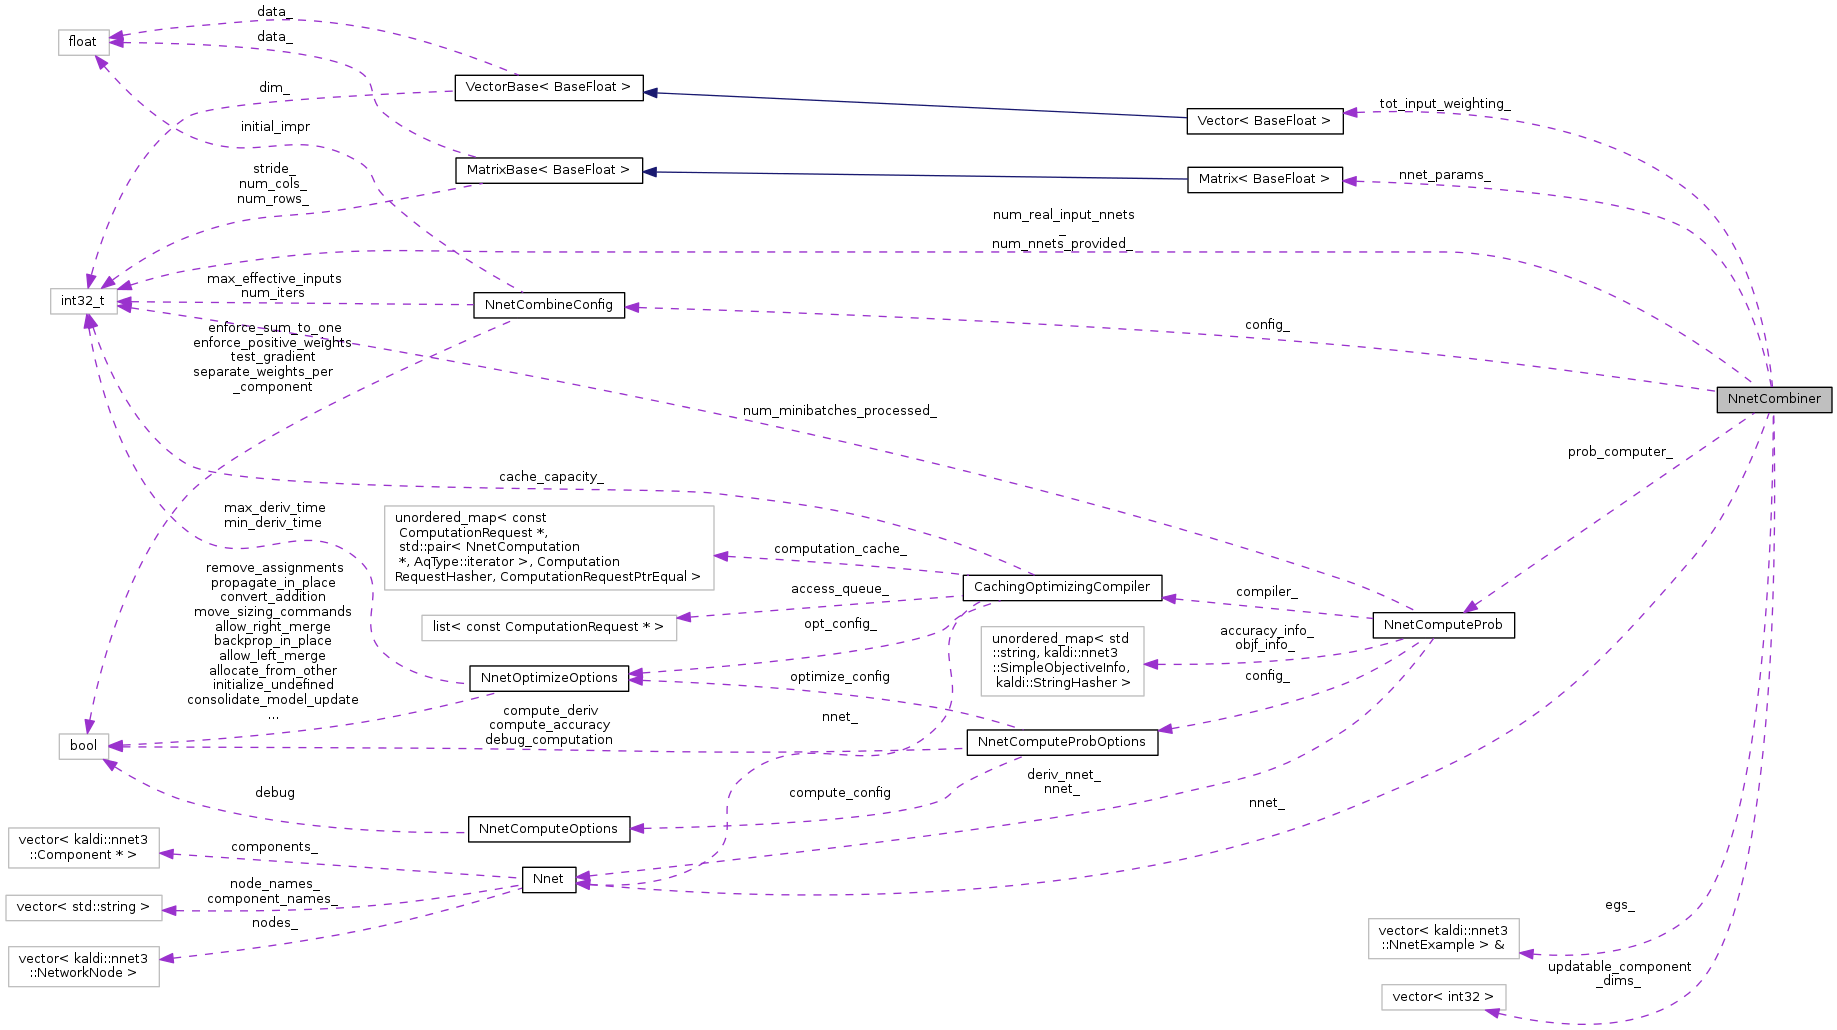 data_
float
data_
VectorBase< BaseFloat >
dim_
tot_input_weighting_
Vector< BaseFloat >
initial_impr
MatrixBase< BaseFloat >
stride_
num_cols_
num_rows_
nnet_params_
Matrix< BaseFloat >
num_real_input_nnets
_
num_nnets_provided_
max_effective_inputs
num_iters
int32_t
NnetCombineConfig
config_
enforce_sum_to_one
enforce_positive_weights
test_gradient
separate_weights_per
_component
NnetCombiner
num_minibatches_processed_
prob_computer_
cache_capacity_
max_deriv_time
min_deriv_time
unordered_map< const
ComputationRequest *,
std::pair< NnetComputation
*, AqType::iterator >, Computation
RequestHasher, ComputationRequestPtrEqual >
computation_cache_
CachingOptimizingCompiler
access_queue_
compiler_
list< const ComputationRequest * >
opt_config_
NnetComputeProb
unordered_map< std
::string, kaldi::nnet3
::SimpleObjectiveInfo,
kaldi::StringHasher >
accuracy_info_
objf_info_
remove_assignments
propagate_in_place
convert_addition
move_sizing_commands
allow_right_merge
backprop_in_place
allow_left_merge
allocate_from_other
initialize_undefined
consolidate_model_update
...
NnetOptimizeOptions
optimize_config
config_
compute_deriv
compute_accuracy
debug_computation
nnet_
bool
NnetComputeProbOptions
deriv_nnet_
nnet_
debug
compute_config
nnet_
NnetComputeOptions
vector< kaldi::nnet3
::Component * >
components_
Nnet
node_names_
component_names_
vector< std::string >
nodes_
vector< kaldi::nnet3
::NetworkNode >
egs_
vector< kaldi::nnet3
::NnetExample > &
updatable_component
_dims_
vector< int32 >